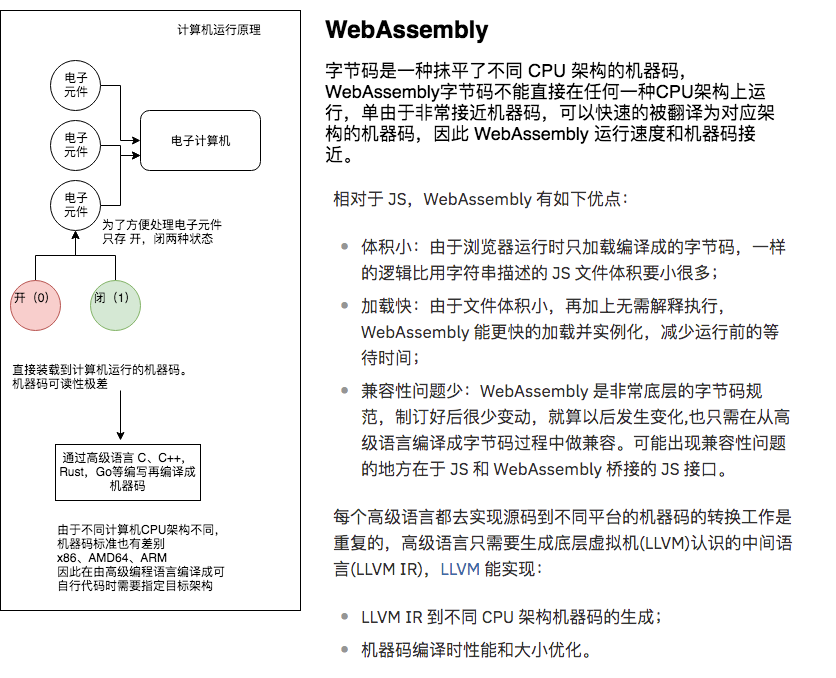 计算机运行原理
电子
元件
电子
元件
电子计算机
电子
元件
为了方便处理电子元件
只存 开，闭两种状态
开（0）
闭（1）
直接装载到计算机运行的机器码。
机器码可读性极差
通过高级语言 C、C++，
Rust，Go等编写再编译成
机器码
由于不同计算机CPU架构不同，
机器码标准也有差别
x86、AMD64、ARM
因此在由高级编程语言编译成可
自行代码时需要指定目标架构
WebAssembly
字节码是一种抹平了不同 CPU 架构的机器码，
WebAssembly字节码不能直接在任何一种CPU架构上运
行，单由于非常接近机器码，可以快速的被翻译为对应架
构的机器码，因此 WebAssembly 运行速度和机器码接
近。
相对于 JS，WebAssembly 有如下优点：
体积小：由于浏览器运行时只加载编译成的字节码，一样
的逻辑比用字符串描述的 JS 文件体积要小很多；
加载快：由于文件体积小，再加上无需解释执行，
WebAssembly 能更快的加载并实例化，减少运行前的等
待时间；
兼容性问题少：WebAssembly 是非常底层的字节码规
范，制订好后很少变动，就算以后发生变化,也只需在从高
级语言编译成字节码过程中做兼容。可能出现兼容性问题
的地方在于 JS 和 WebAssembly 桥接的 JS 接口。
每个高级语言都去实现源码到不同平台的机器码的转换工作是
重复的，高级语言只需要生成底层虚拟机(LLVM)认识的中间语
言(LLVM IR)，LLVM 能实现：
LLVM IR 到不同 CPU 架构机器码的生成；
机器码编译时性能和大小优化。